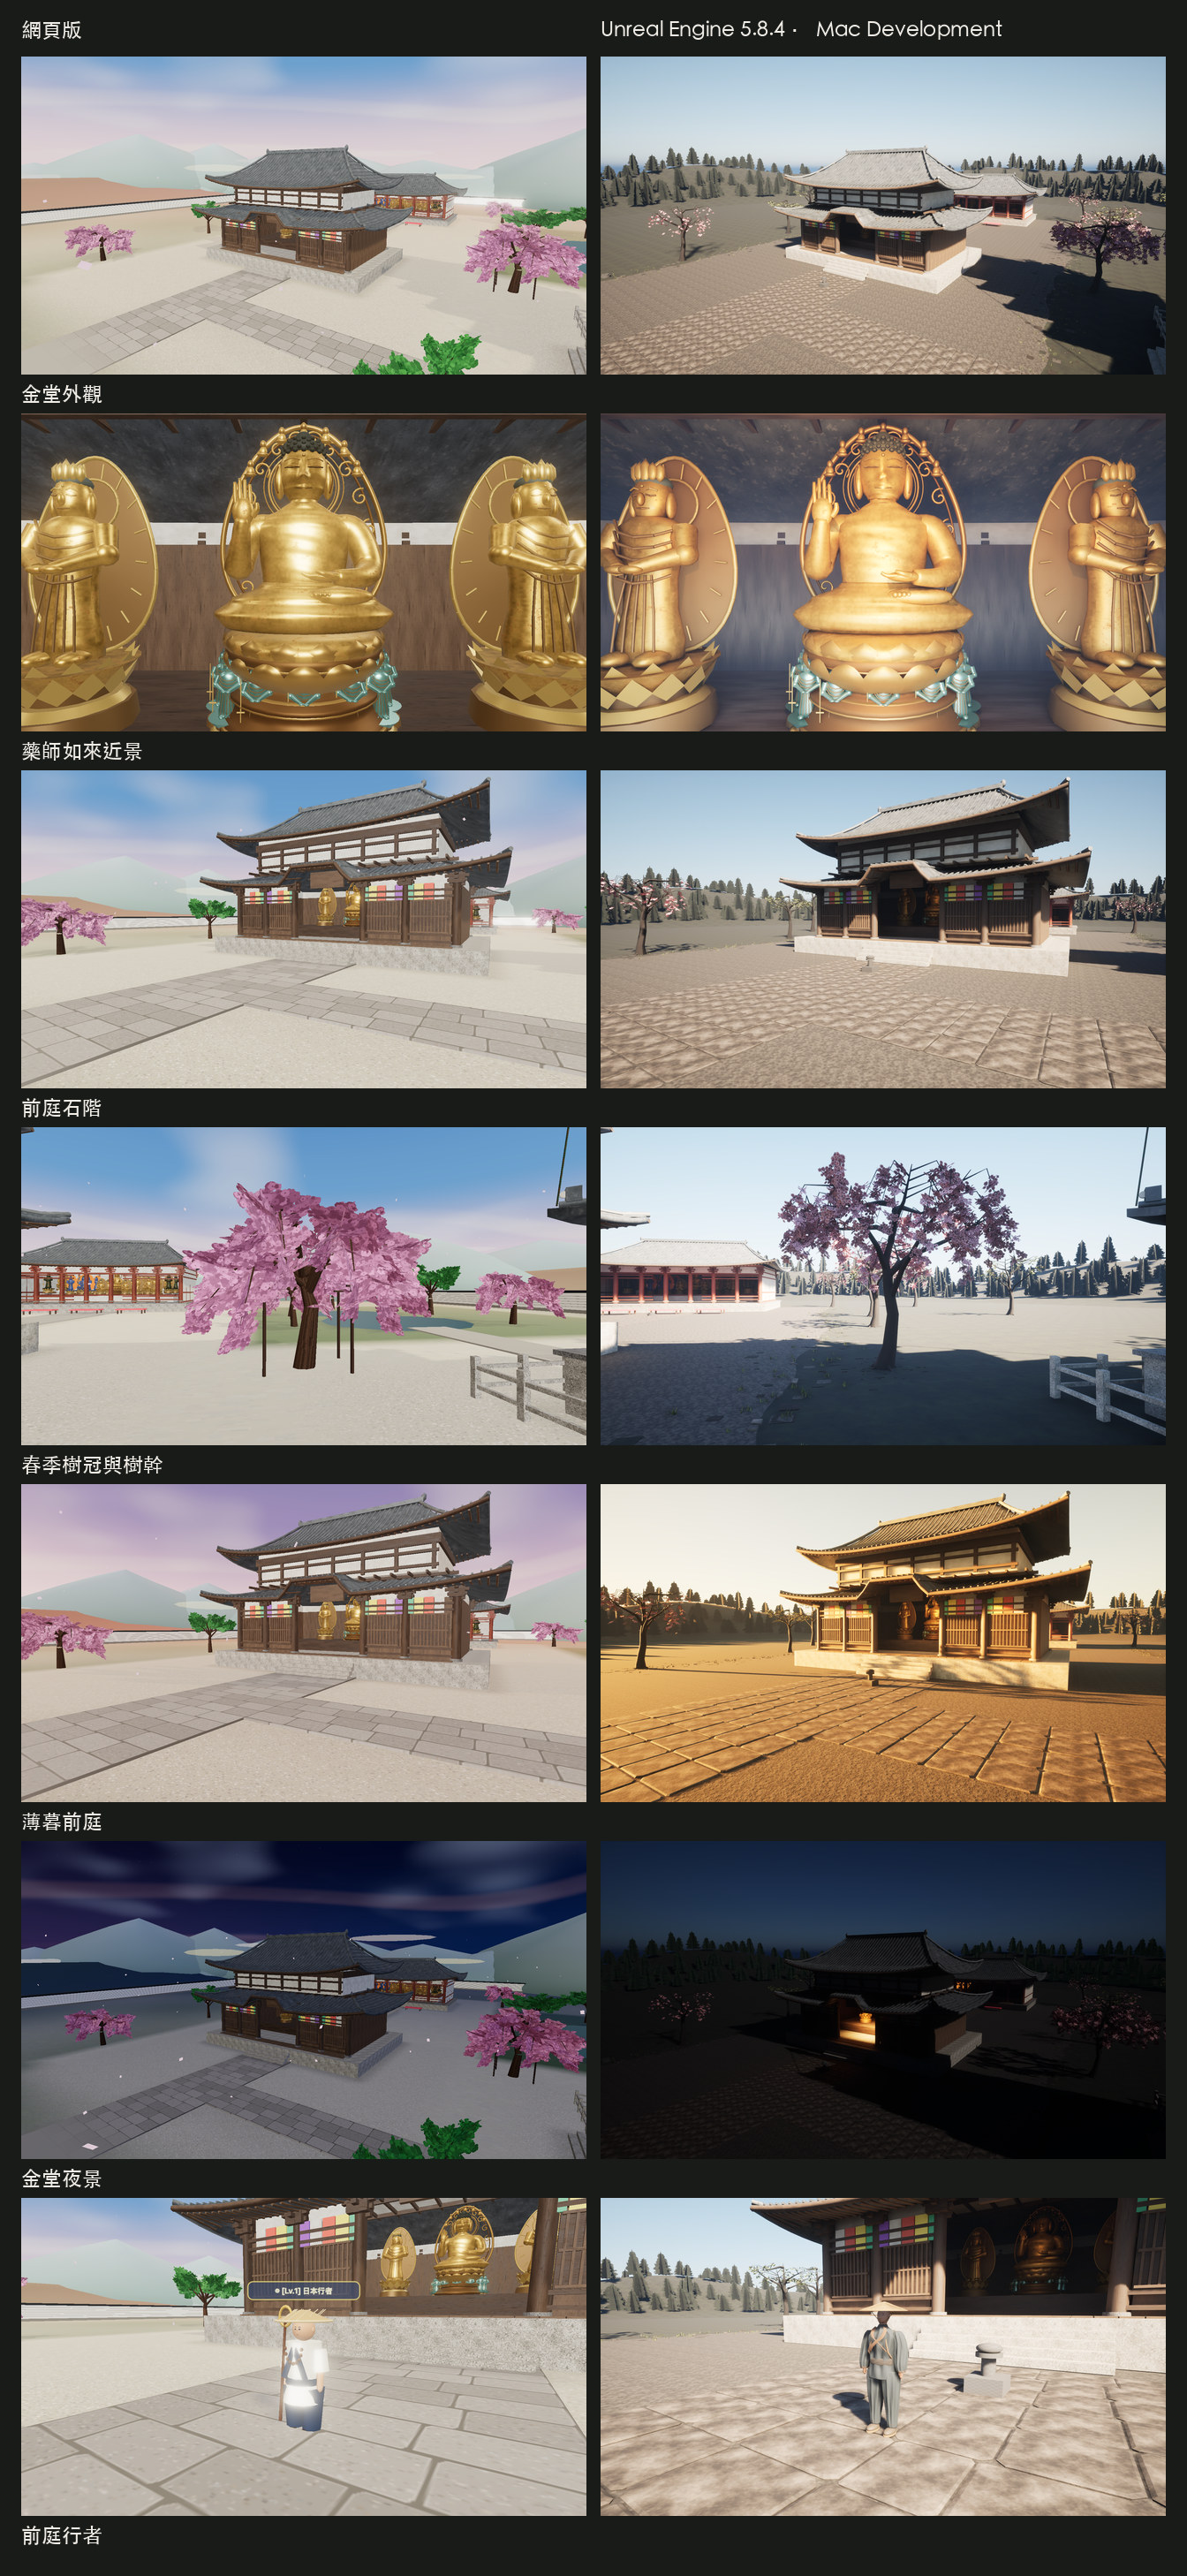 網頁版
Unreal Engine 5.8.4 · Mac Development
金堂外觀
藥師如來近景
前庭石階
春季樹冠與樹幹
薄暮前庭
金堂夜景
[Lv.1] 日本行者
前庭行者